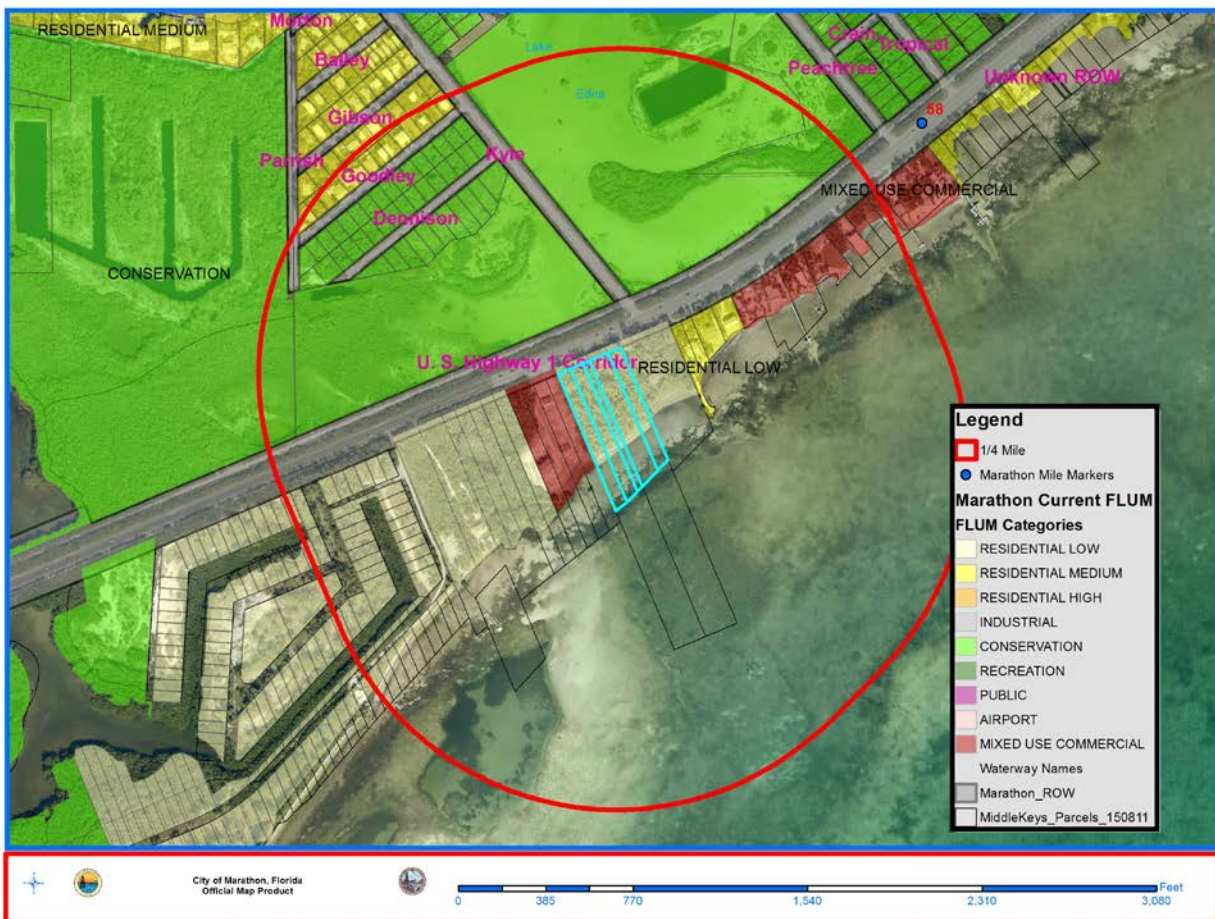 RESIDENTIAL MEDIUM
Morton
Bailey
Gibson
Parrish
Goodley
Dennison
Kyle
Lake
Edna
Crain
Tropical
Peachtree
Unknown ROW
58
MIXED USE COMMERCIAL
CONSERVATION
U. S. Highway 1 Corridor
RESIDENTIAL LOW
Legend
1/4 Mile
Marathon Mile Markers
Marathon Current FLUM
FLUM Categories
RESIDENTIAL LOW
RESIDENTIAL MEDIUM
RESIDENTIAL HIGH
INDUSTRIAL
CONSERVATION
RECREATION
PUBLIC
AIRPORT
MIXED USE COMMERCIAL
Waterway Names
Marathon_ROW
MiddleKeys_Parcels_150811
City of Marathon, Florida
Official Map Product
Feet
0 385 770 1,540 2,310 3,080